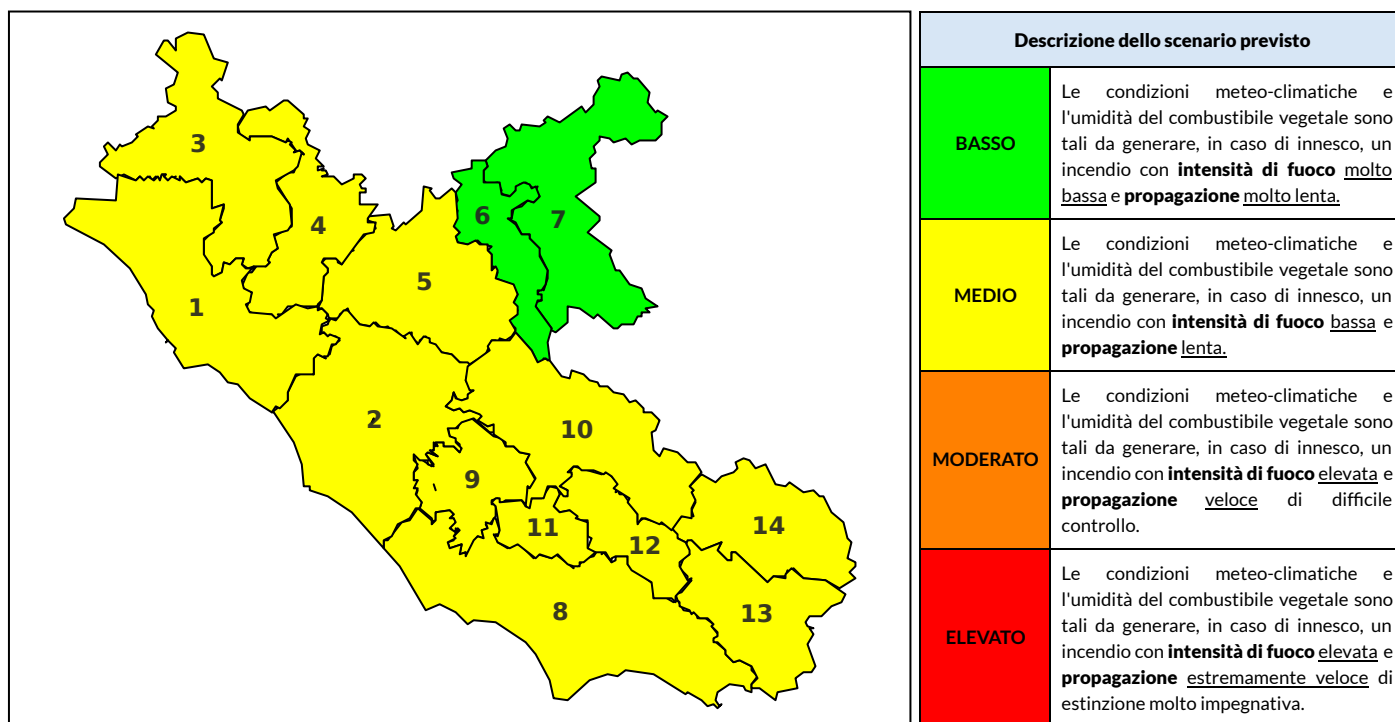 3
4
6
7
5
1
2
10
9
11
12
14
8
13
Descrizione dello scenario previsto
BASSO
Le condizioni meteo-climatiche e
l'umidità del combustibile vegetale sono
tali da generare, in caso di innesco, un
incendio con intensità di fuoco molto
bassa e propagazione molto lenta.
MEDIO
Le condizioni meteo-climatiche e
l'umidità del combustibile vegetale sono
tali da generare, in caso di innesco, un
incendio con intensità di fuoco bassa e
propagazione lenta.
MODERATO
Le condizioni meteo-climatiche e
l'umidità del combustibile vegetale sono
tali da generare, in caso di innesco, un
incendio con intensità di fuoco elevata e
propagazione veloce di difficile
controllo.
ELEVATO
Le condizioni meteo-climatiche e
l'umidità del combustibile vegetale sono
tali da generare, in caso di innesco, un
incendio con intensità di fuoco elevata e
propagazione estremamente veloce di
estinzione molto impegnativa.